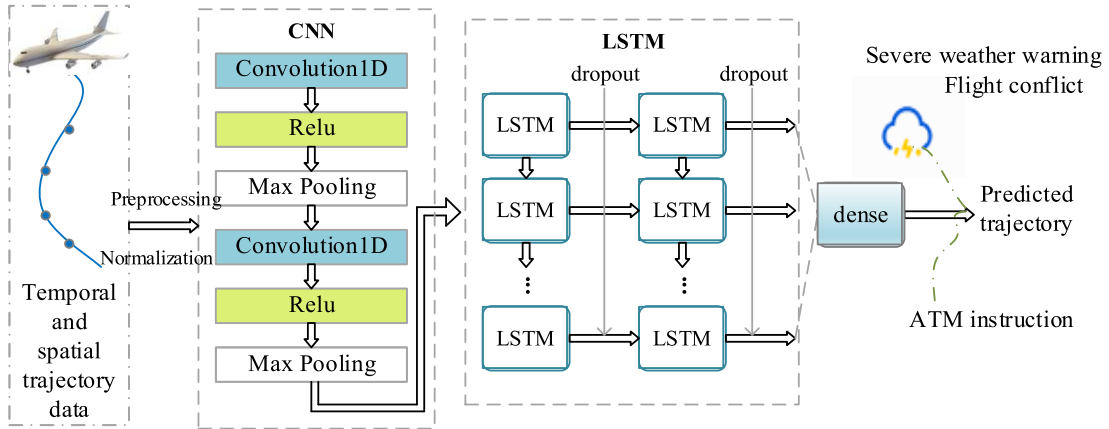 Temporal
and
spatial
trajectory
data
Preprocessing
Normalization
CNN
Convolution1D
Relu
Max Pooling
Convolution1D
Relu
Max Pooling
LSTM
dropout
dropout
LSTM
LSTM
LSTM
LSTM
...
...
LSTM
LSTM
dense
Severe weather warning
Flight conflict
Predicted
trajectory
ATM instruction